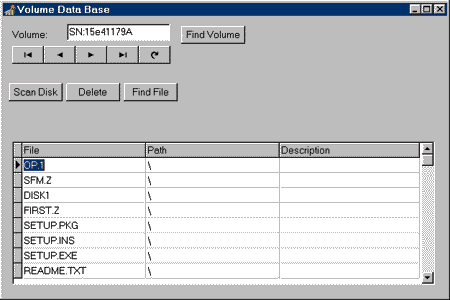 Volume Data Base
Volume: SN:15e41179A Find Volume
Scan Disk Delete Find File
File Path Description
OP.1 \
SFM.Z \
DISK1 \
FIRST.Z \
SETUP.PKG \
SETUP.INS \
SETUP.EXE \
README.TXT \